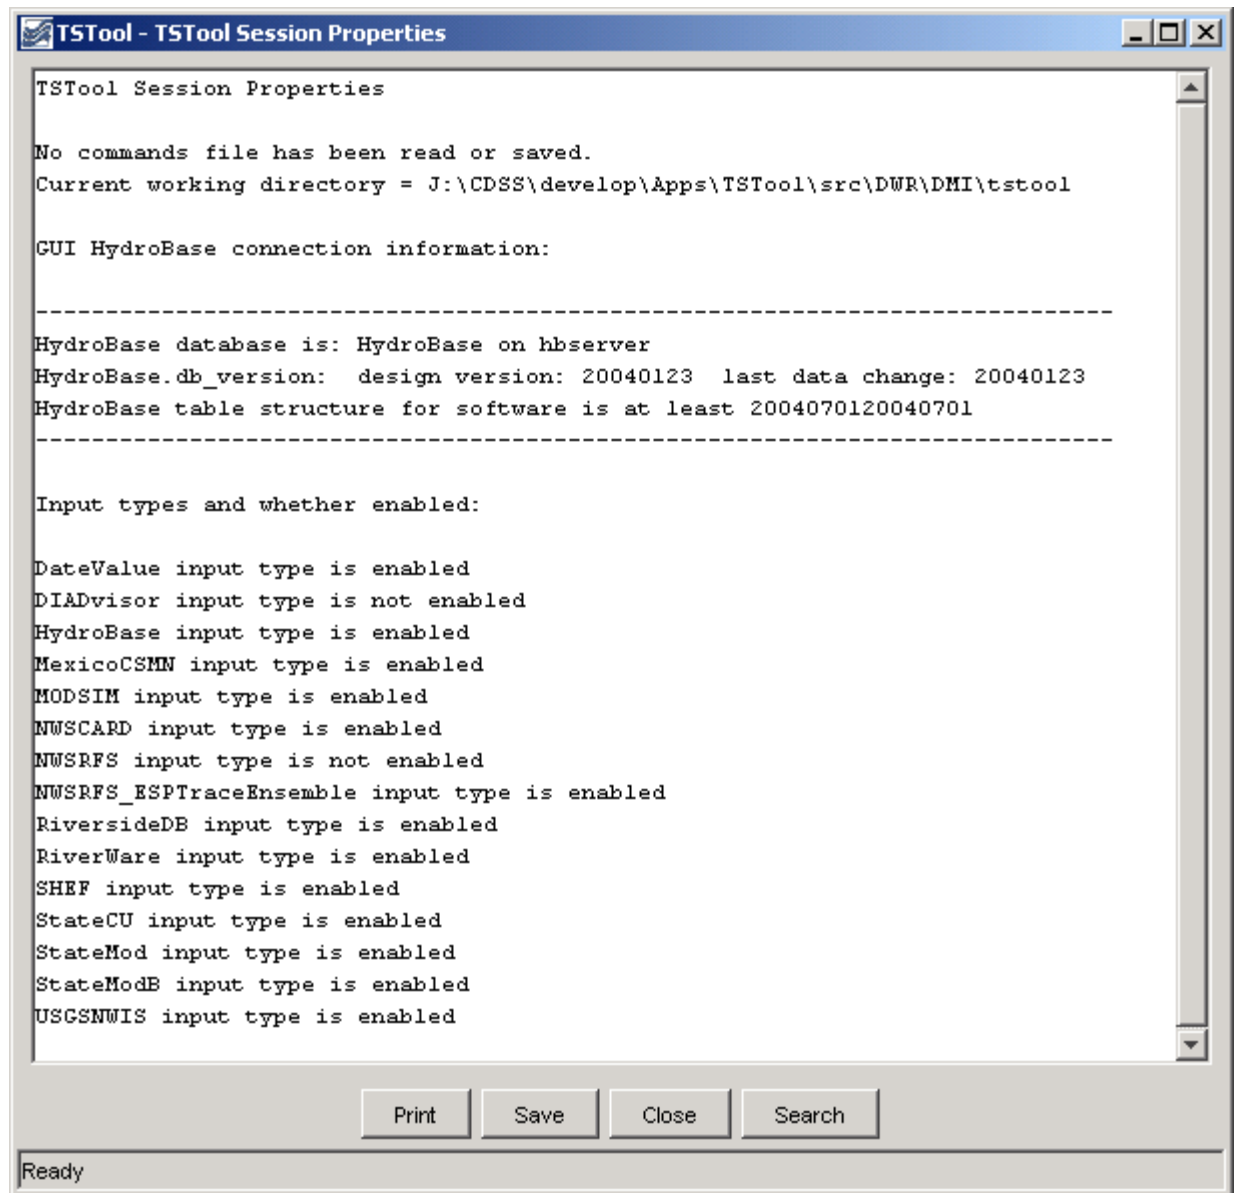 TSTool - TSTool Session Properties
TSTool Session Properties
No commands file has been read or saved.
Current working directory = J:\CDSS\develop\Apps\TSTool\src\DWR\DMI\tstool
GUI HydroBase connection information:
-----------------------------------------------------------------------------
HydroBase database is: HydroBase on hbserver
HydroBase.db_version:  design version: 20040123  last data change: 20040123
HydroBase table structure for software is at least 2004070120040701
-----------------------------------------------------------------------------
Input types and whether enabled:
DateValue input type is enabled
DIADvisor input type is not enabled
HydroBase input type is enabled
MexicoCSMN input type is enabled
MODSIM input type is enabled
NWSCARD input type is enabled
NWSRFS input type is not enabled
NWSRFS_ESPTraceEnsemble input type is enabled
RiversideDB input type is enabled
RiverWare input type is enabled
SHEF input type is enabled
StateCU input type is enabled
StateMod input type is enabled
StateModB input type is enabled
USGSNWIS input type is enabled
Print Save Close Search
Ready